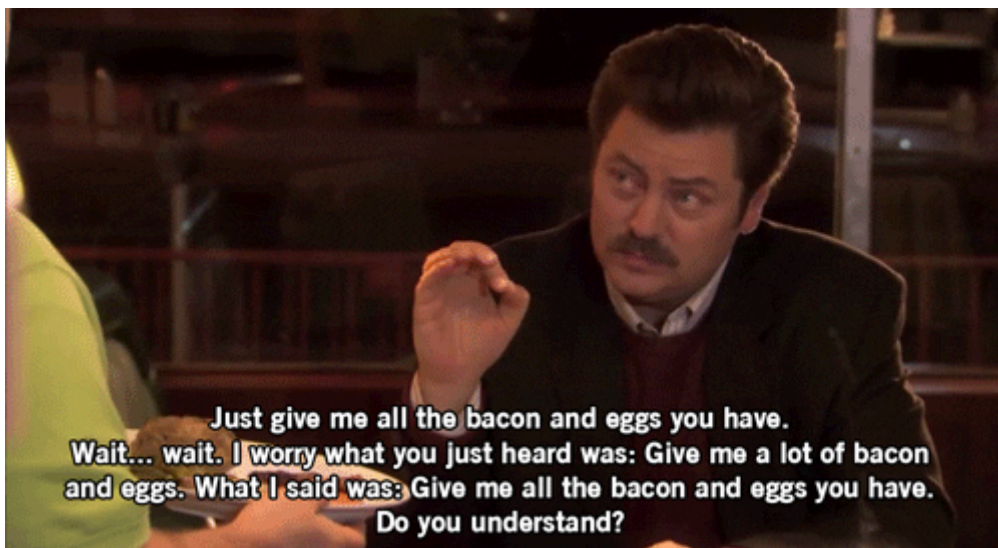 Just give me all the bacon and eggs you have.
Wait... wait. I worry what you just heard was: Give me a lot of bacon
and eggs. What I said was: Give me all the bacon and eggs you have.
Do you understand?